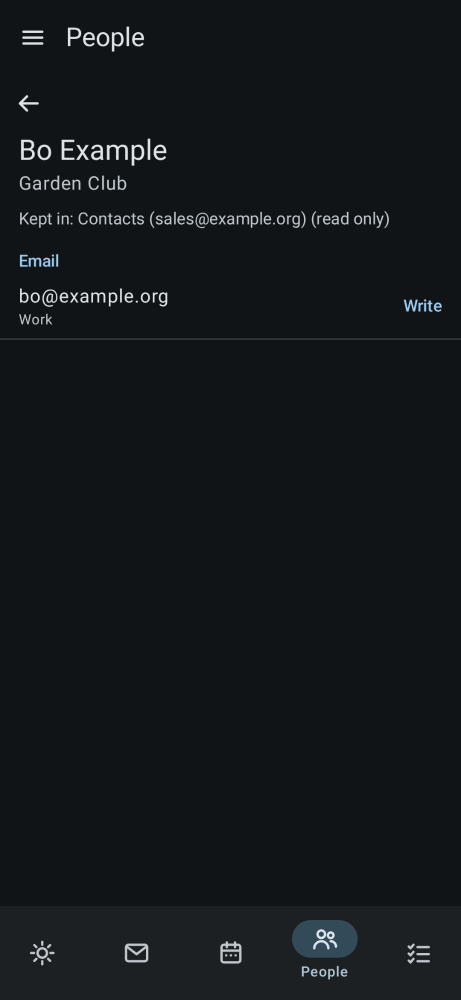 People
Bo Example
Garden Club
Kept in: Contacts (sales@example.org) (read only)
Email
bo@example.org
Work
Write
People